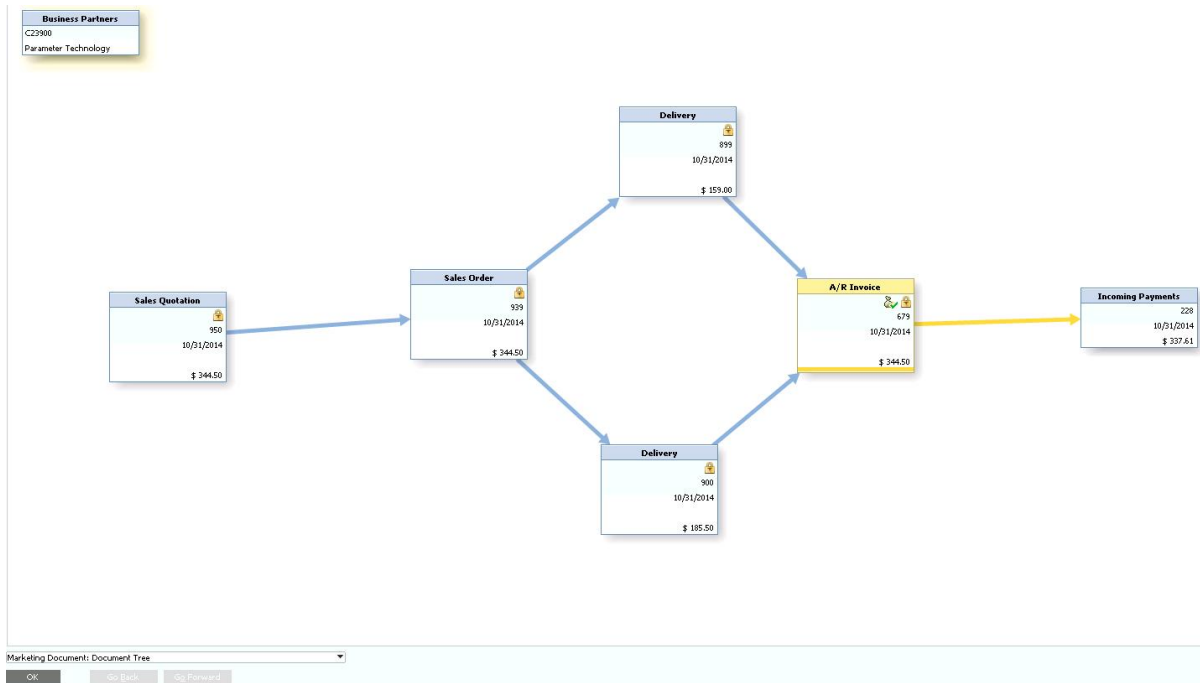 Business Partners
C23900
Parameter Technology
Delivery
899
10/31/2014
$ 159.00
Sales Order
939
10/31/2014
$ 344.50
Sales Quotation
950
10/31/2014
$ 344.50
A/R Invoice
679
10/31/2014
$ 344.50
Incoming Payments
228
10/31/2014
$ 337.61
Delivery
900
10/31/2014
$ 185.50
Marketing Document: Document Tree
OK
Go Back
Go Forward